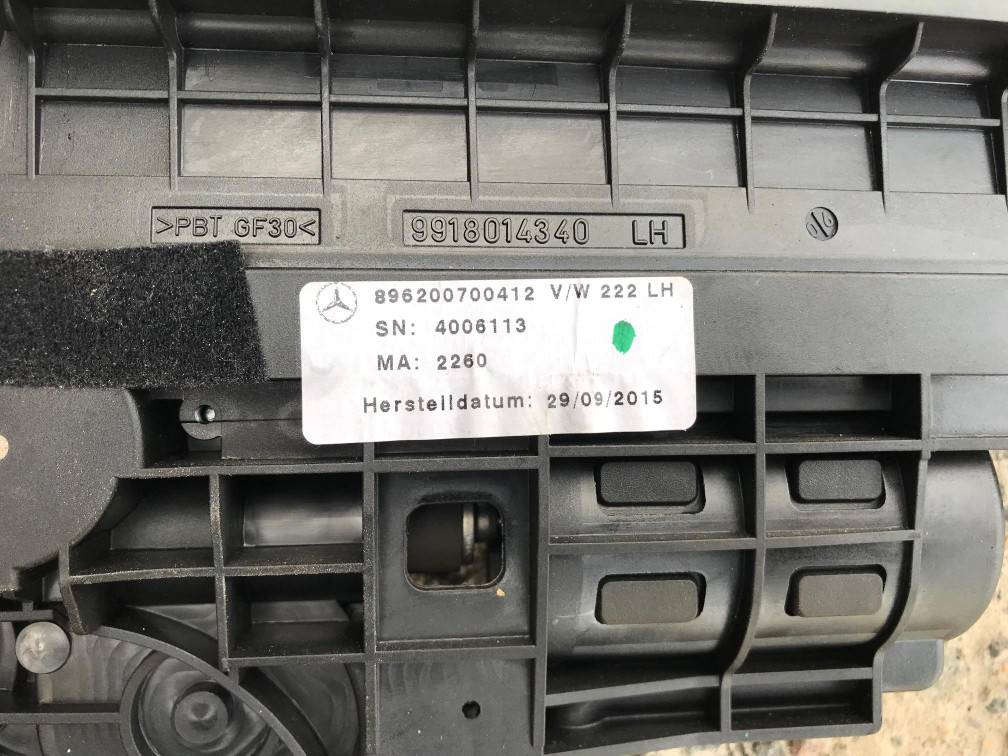 >PBT GF30<
9918014340 LH
896200700412 V/W 222 LH
SN: 4006113
MA: 2260
Herstelldatum: 29/09/2015